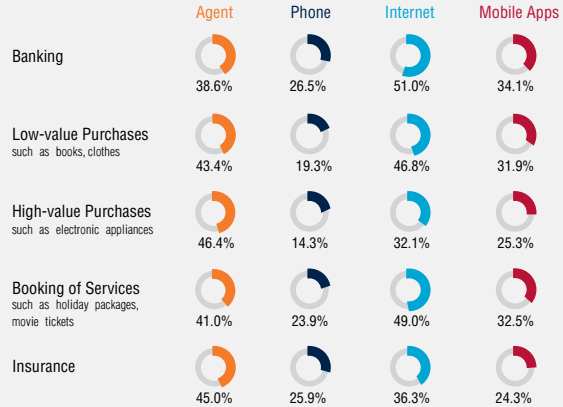 Agent Phone Internet Mobile Apps
Banking
38.6% 26.5% 51.0% 34.1%
Low-value Purchases
such as books, clothes
43.4% 19.3% 46.8% 31.9%
High-value Purchases
such as electronic appliances
46.4% 14.3% 32.1% 25.3%
Booking of Services
such as holiday packages,
movie tickets
41.0% 23.9% 49.0% 32.5%
Insurance
45.0% 25.9% 36.3% 24.3%